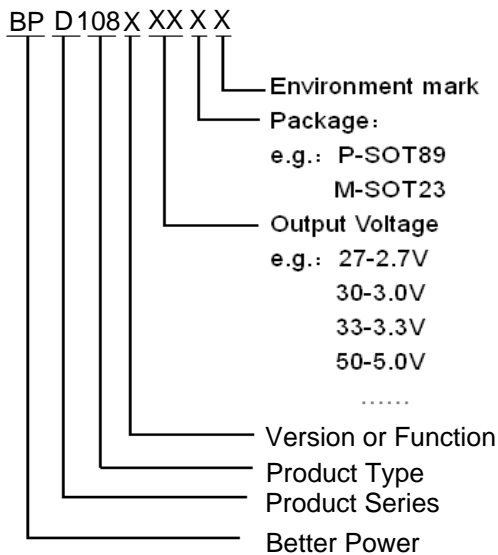 BP D108X XX X X
Environment mark
Package：
e.g.： P-SOT89
M-SOT23
Output Voltage
e.g.： 27-2.7V
30-3.0V
33-3.3V
50-5.0V
......
Version or Function
Product Type
Product Series
Better Power